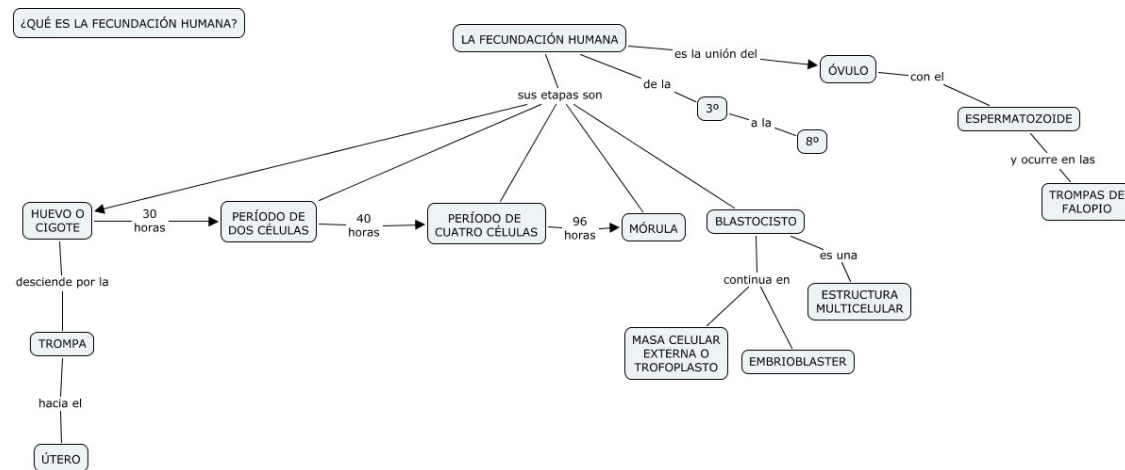 ¿QUÉ ES LA FECUNDACIÓN HUMANA?
LA FECUNDACIÓN HUMANA
es la unión del
ÓVULO
con el
ESPERMATOZOIDE
y ocurre en las
TROMPAS DE
FALOPIO
de la
3º
a la
8º
sus etapas son
HUEVO O
CIGOTE
30
horas
PERÍODO DE
DOS CÉLULAS
40
horas
PERÍODO DE
CUATRO CÉLULAS
96
horas
MÓRULA
BLASTOCISTO
es una
ESTRUCTURA
MULTICELULAR
continua en
MASA CELULAR
EXTERNA O
TROFOPLASTO
EMBRIOBLASTER
desciende por la
TROMPA
hacia el
ÚTERO